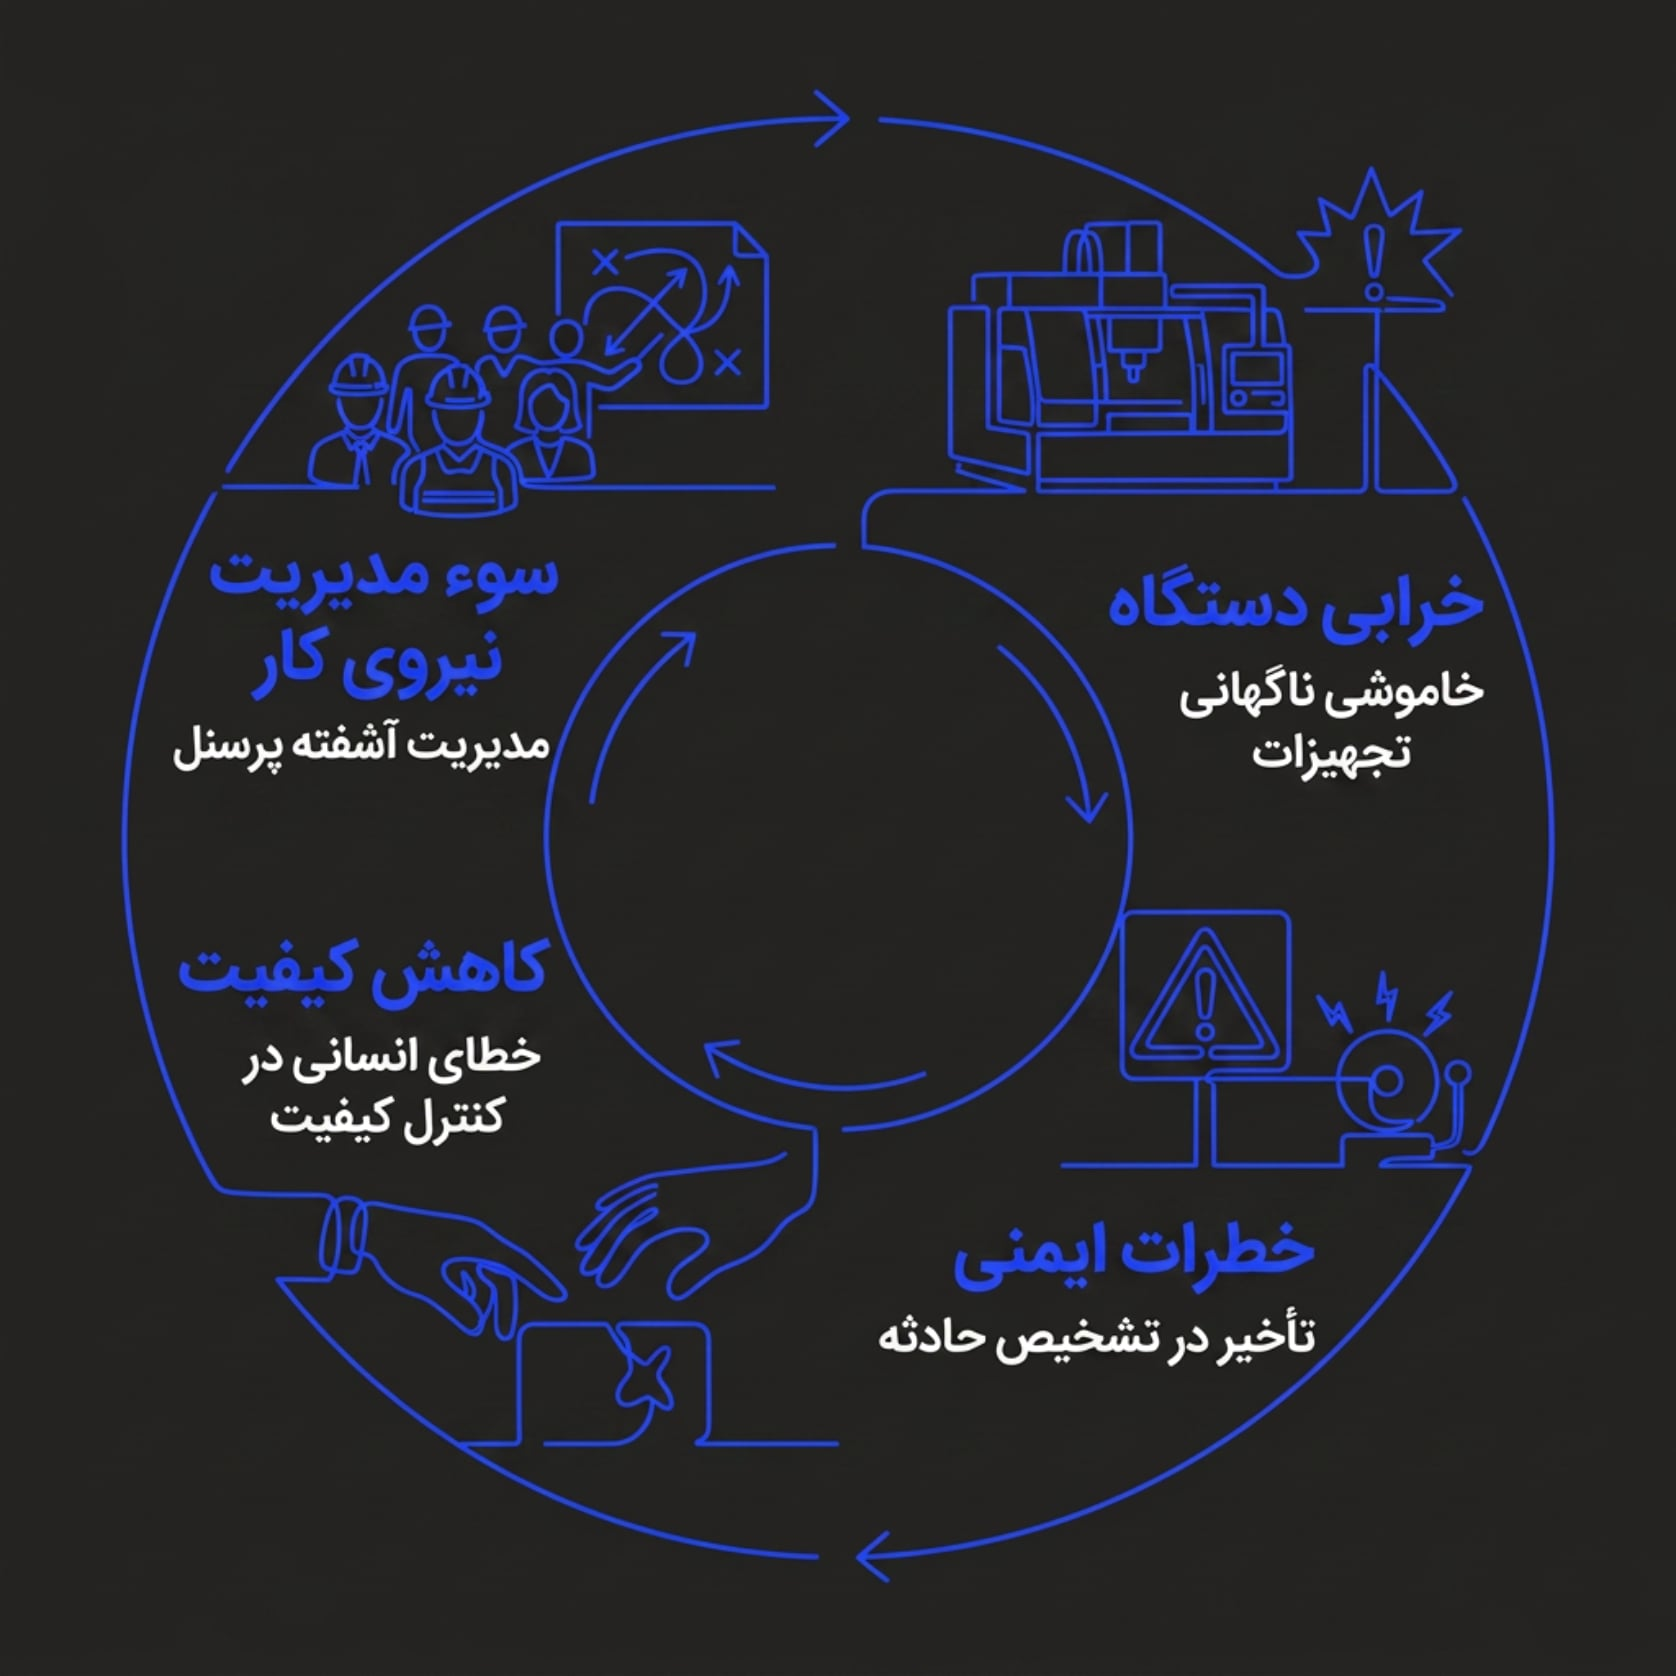 خرابی دستگاه
خاموشی ناگهانی
تجهیزات
خطرات ایمنی
تأخیر در تشخیص حادثه
کاهش کیفیت
خطای انسانی در
کنترل کیفیت
سوء مدیریت
نیروی کار
مدیریت آشفته پرسنل